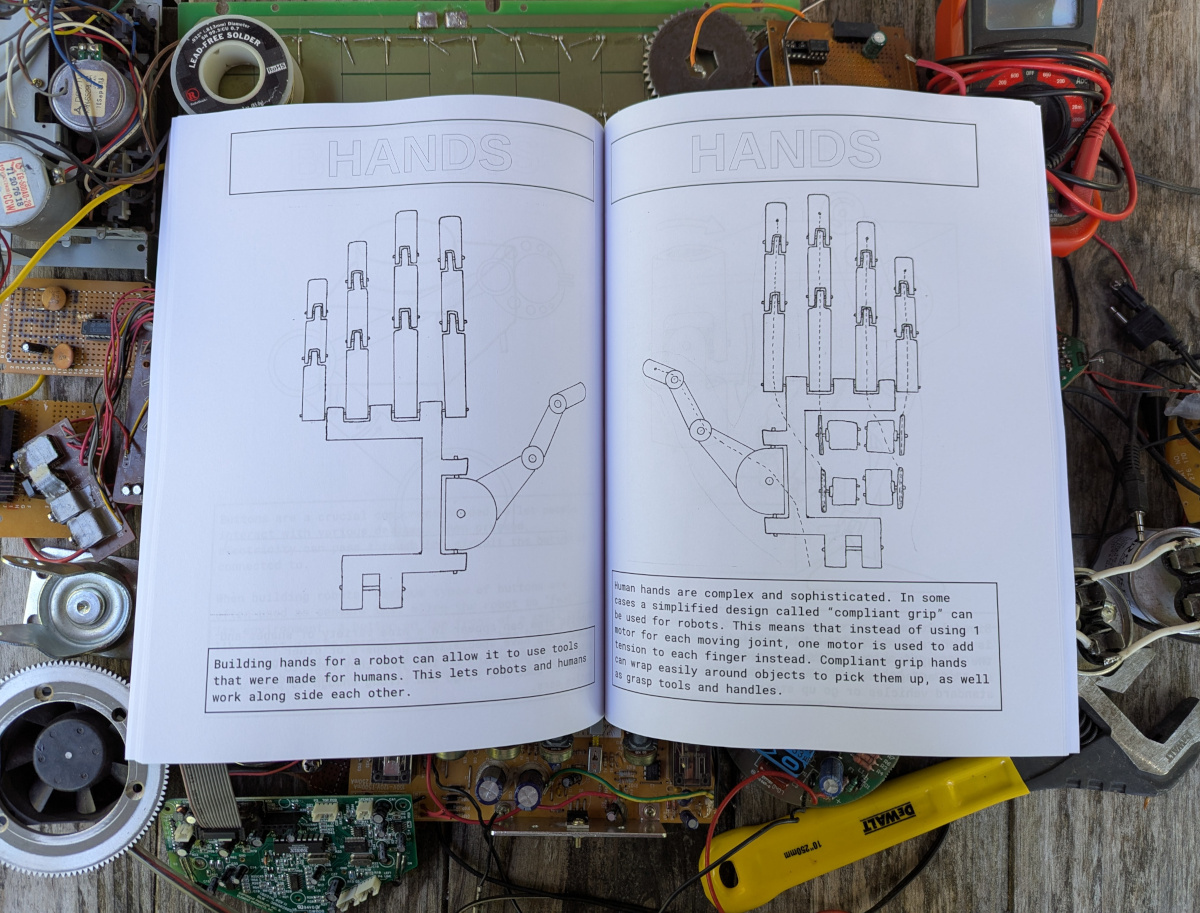 LEAD-FREE SOLDER
HANDS
Building hands for a robot can allow it to use tools
that were made for humans. This lets robots and humans
work along side each other.
HANDS
Human hands are complex and sophisticated. In some
cases a simplified design called “compliant grip” can
be used for robots. This means that instead of using 1
motor for each moving joint, one motor is used to add
tension to each finger instead. Compliant grip hands
can wrap easily around objects to pick them up, as well
as grasp tools and handles.
DEWALT
10"250mm